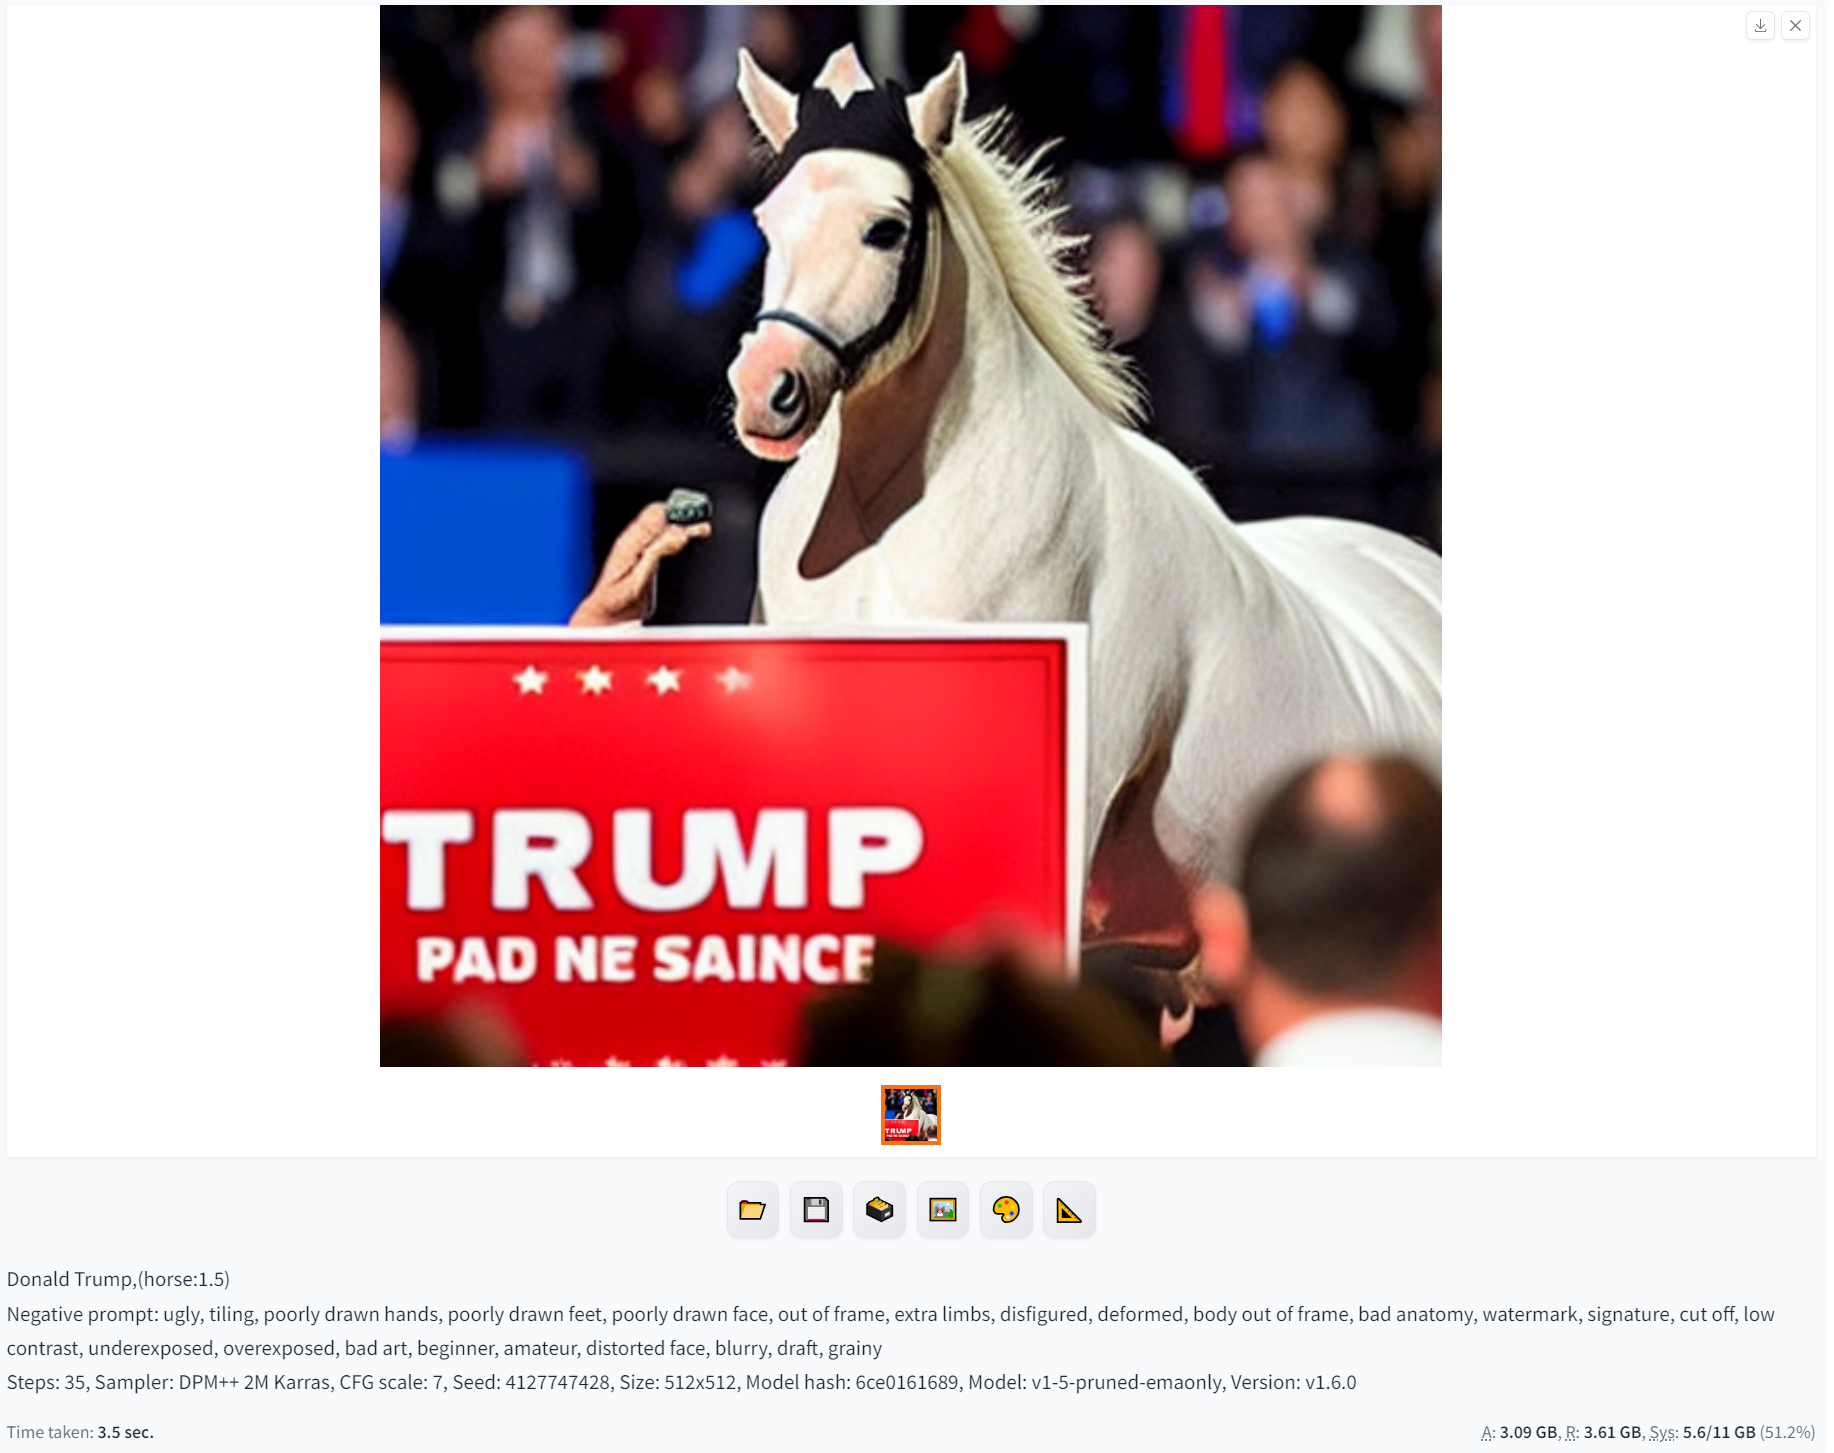 TRUMP
PAD NE SAINCE
Donald Trump,(horse:1.5)
Negative prompt: ugly, tiling, poorly drawn hands, poorly drawn feet, poorly drawn face, out of frame, extra limbs, disfigured, deformed, body out of frame, bad anatomy, watermark, signature, cut off, low
contrast, underexposed, overexposed, bad art, beginner, amateur, distorted face, blurry, draft, grainy
Steps: 35, Sampler: DPM++ 2M Karras, CFG scale: 7, Seed: 4127747428, Size: 512x512, Model hash: 6ce0161689, Model: v1-5-pruned-emaonly, Version: v1.6.0
Time taken: 3.5 sec.
A: 3.09 GB, R: 3.61 GB, Sys: 5.6/11 GB (51.2%)